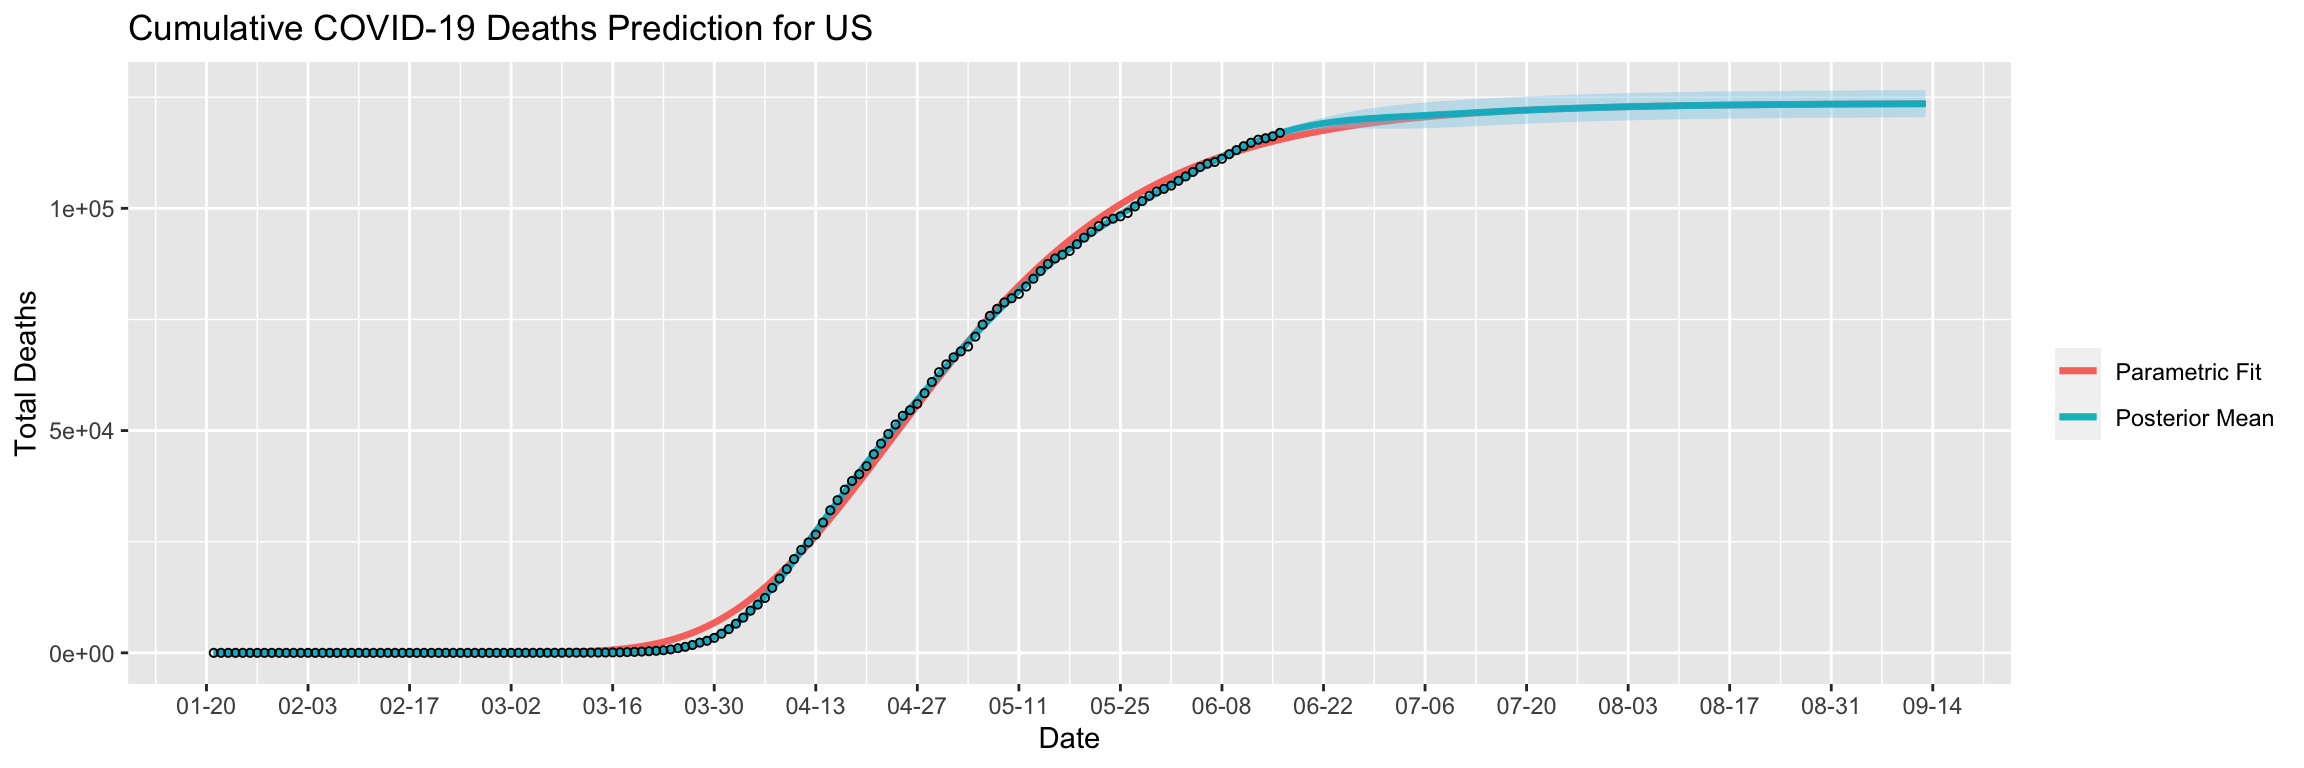 Cumulative COVID-19 Deaths Prediction for US
Total Deaths
1e+05
5e+04
0e+00
01-20 02-03 02-17 03-02 03-16 03-30 04-13 04-27 05-11 05-25 06-08 06-22 07-06 07-20 08-03 08-17 08-31 09-14
Date
Parametric Fit
Posterior Mean